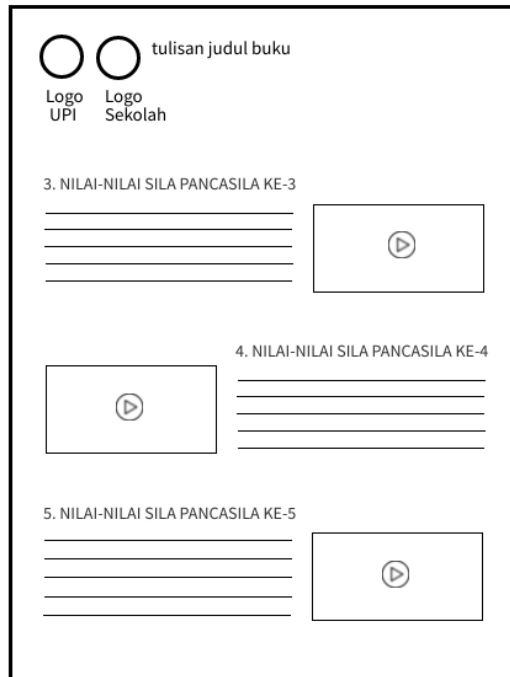 tulisan judul buku
Logo UPI
Logo Sekolah
3. NILAI-NILAI SILA PANCASILA KE-3
4. NILAI-NILAI SILA PANCASILA KE-4
5. NILAI-NILAI SILA PANCASILA KE-5